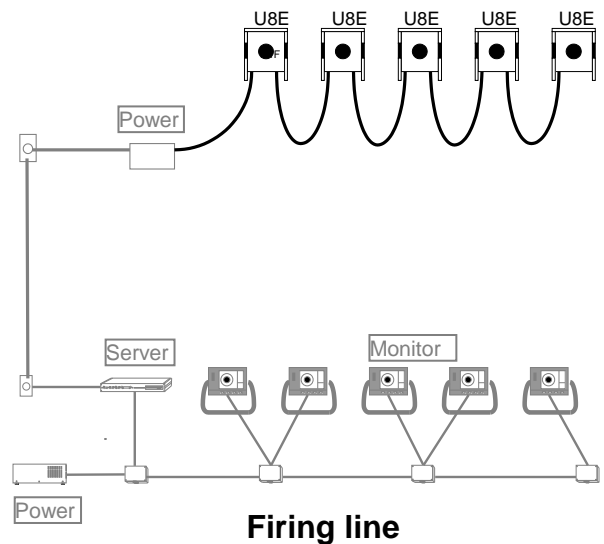 U8E U8E U8E U8E U8E
F
Power
Server
Monitor
Power
Firing line